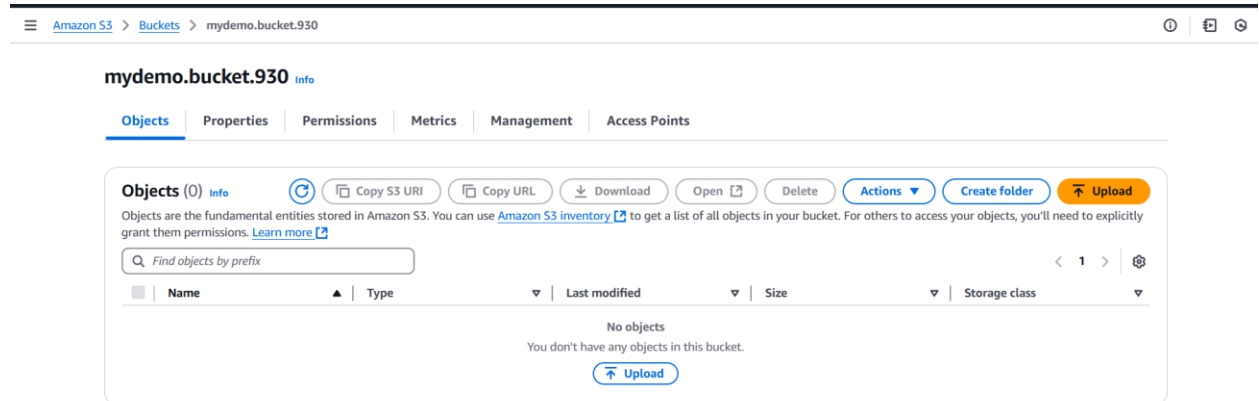 Amazon S3 > Buckets > mydemo.bucket.930
mydemo.bucket.930 Info
Objects Properties Permissions Metrics Management Access Points
Objects (0) Info Copy S3 URI Copy URL Download Open Delete Actions Create folder Upload
Objects are the fundamental entities stored in Amazon S3. You can use Amazon S3 inventory to get a list of all objects in your bucket. For others to access your objects, you'll need to explicitly
grant them permissions. Learn more
Find objects by prefix < 1 >
Name Type Last modified Size Storage class
No objects
You don't have any objects in this bucket.
Upload